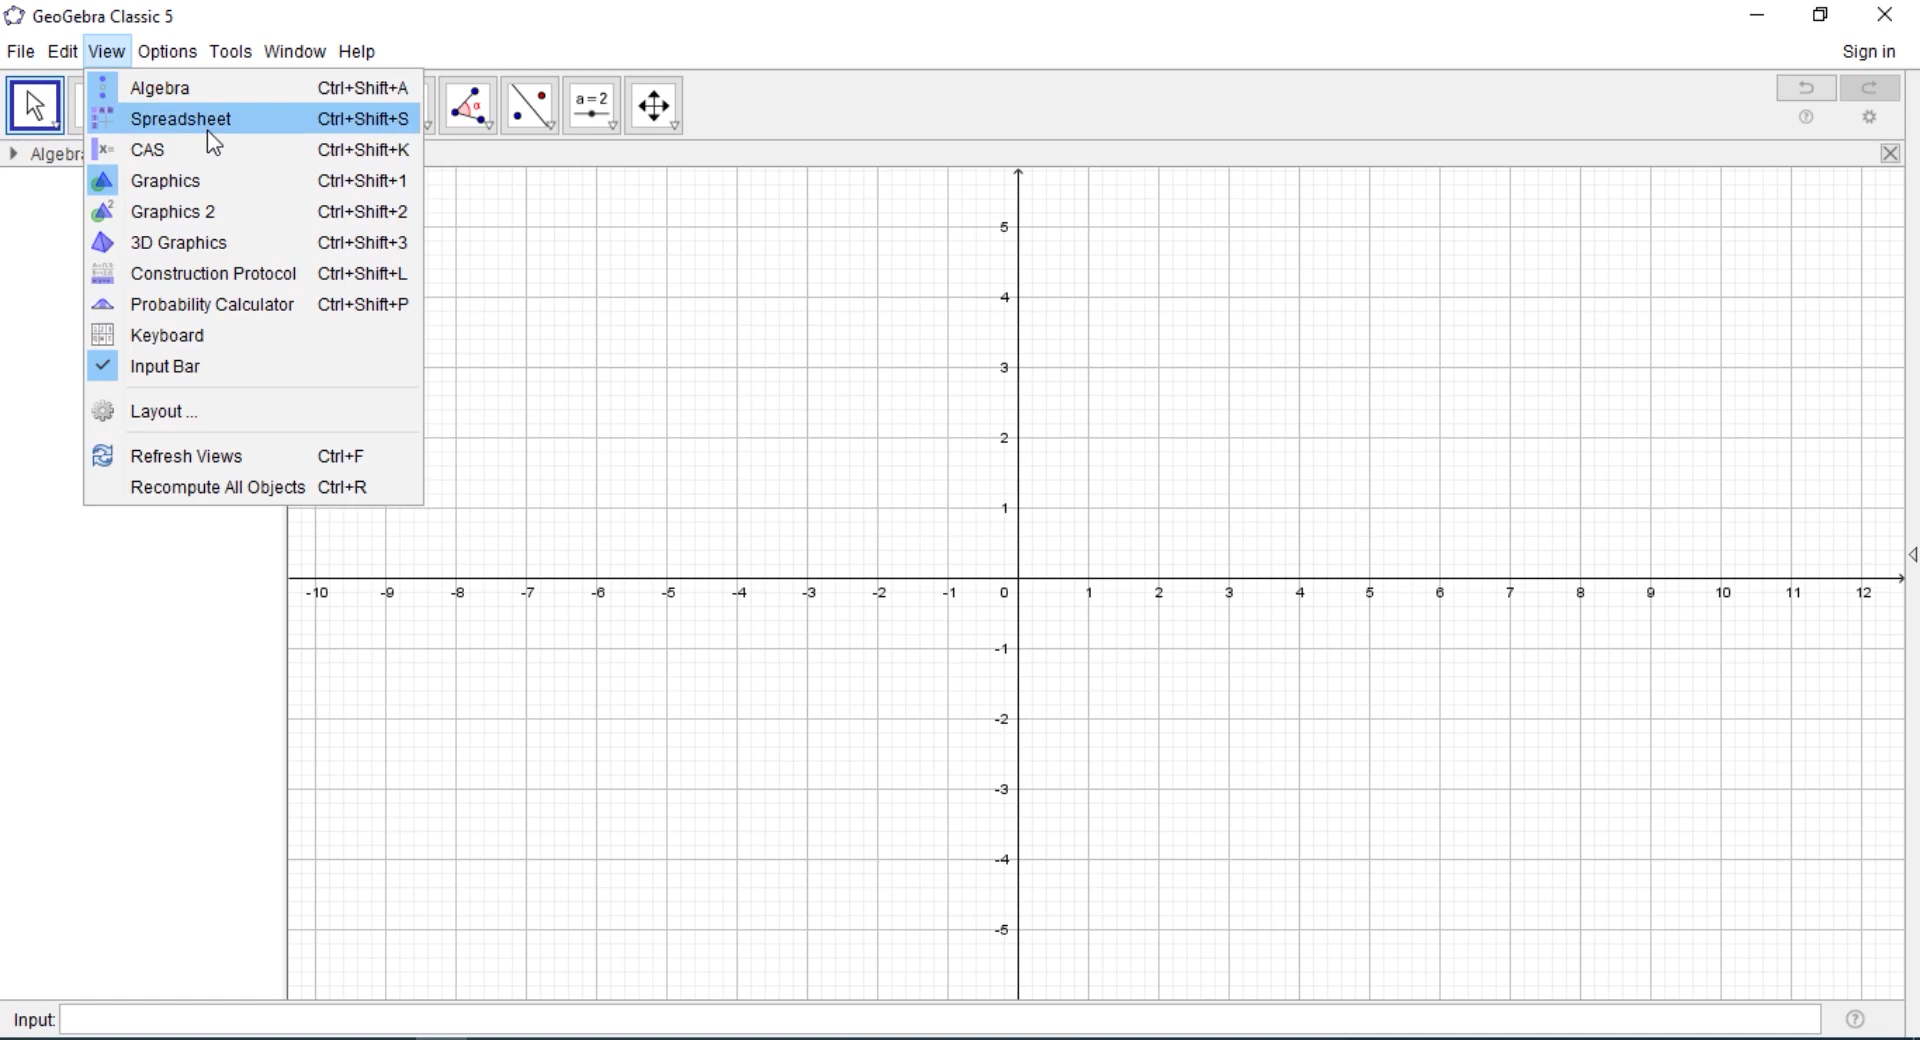 GeoGebra Classic 5
File Edit View Options Tools Window Help Sign in
Algebra Ctrl+Shift+A
Spreadsheet Ctrl+Shift+S
CAS Ctrl+Shift+K
Graphics Ctrl+Shift+1
Graphics 2 Ctrl+Shift+2
3D Graphics Ctrl+Shift+3
Construction Protocol Ctrl+Shift+L
Probability Calculator Ctrl+Shift+P
Keyboard
Input Bar
Layout ...
Refresh Views Ctrl+F
Recompute All Objects Ctrl+R
α
a=2
Algebr
5
4
3
2
1
-10 -9 -8 -7 -6 -5 -4 -3 -2 -1 0 1 2 3 4 5 6 7 8 9 10 11 12
-1
-2
-3
-4
-5
Input: